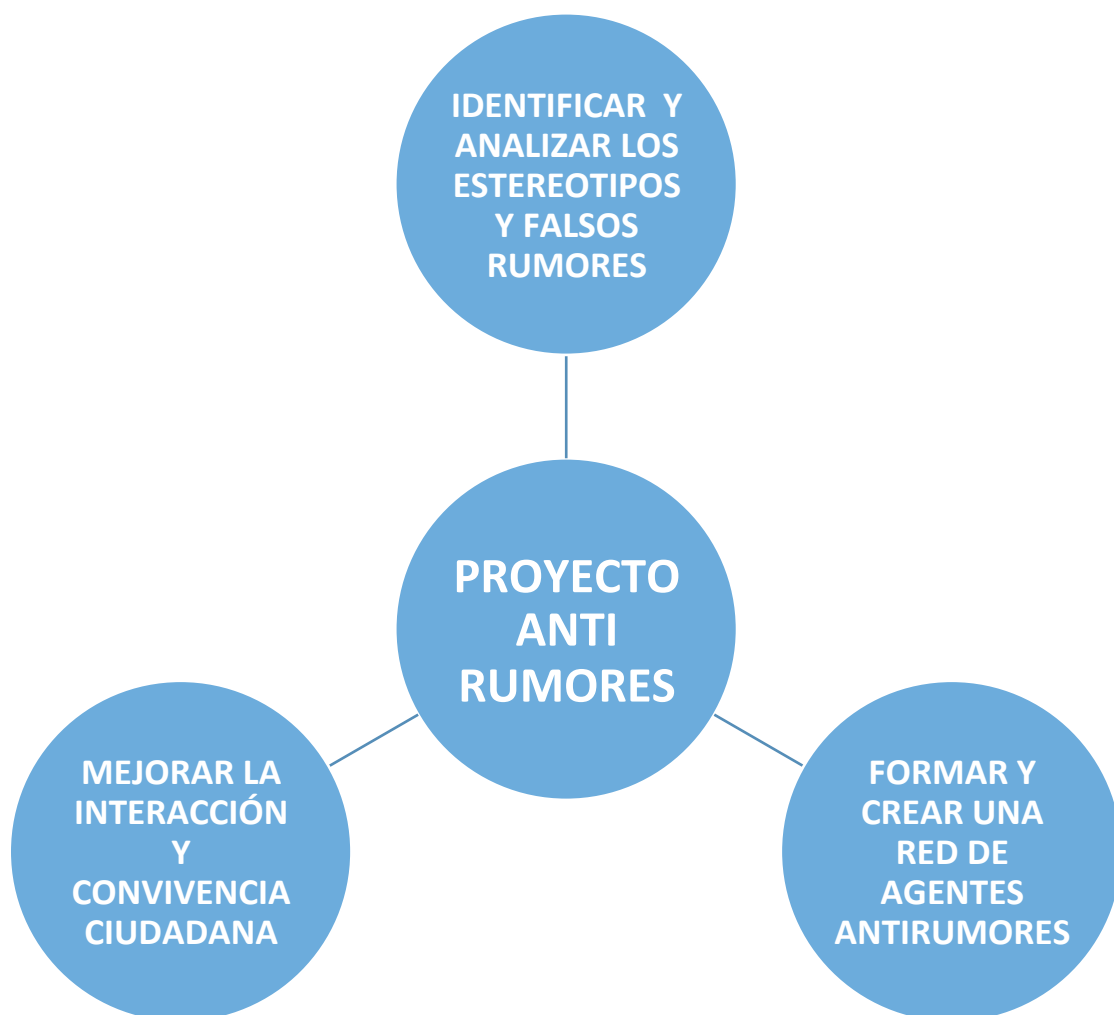 IDENTIFICAR Y
ANALIZAR LOS
ESTEREOTIPOS
Y FALSOS
RUMORES
PROYECTO
ANTI
RUMORES
MEJORAR LA
INTERACCIÓN
Y
CONVIVENCIA
CIUDADANA
FORMAR Y
CREAR UNA
RED DE
AGENTES
ANTIRUMORES